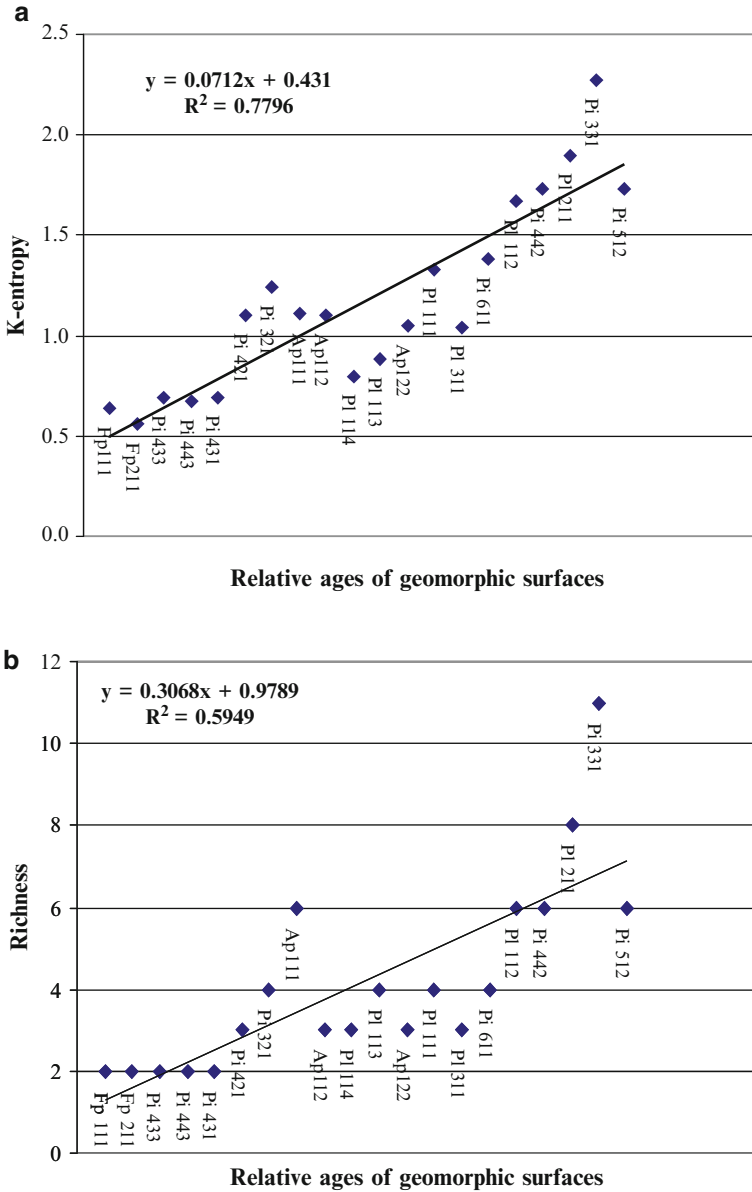 a
2.5
y = 0.0712x + 0.431
R² = 0.7796
2.0
1.5
1.0
0.5
0.0
K-entropy
Fp111
Fp211
Pi 433
Pi 443
Pi 431
Pi 421
Pi 321
Ap111
Ap112
Pl 114
Pl 113
Ap122
Pl 111
Pl 311
Pi 611
Pl 112
Pi 442
Pl 211
Pi 331
Pi 512
Relative ages of geomorphic surfaces
b
12
y = 0.3068x + 0.9789
R² = 0.5949
10
8
6
4
2
0
Richness
Fp 111
Fp 211
Pi 433
Pi 443
Pi 431
Pi 421
Pi 321
Ap111
Ap112
Pl 114
Pl 113
Ap122
Pl 111
Pl 311
Pi 611
Pl 112
Pi 442
Pl 211
Pi 331
Pi 512
Relative ages of geomorphic surfaces